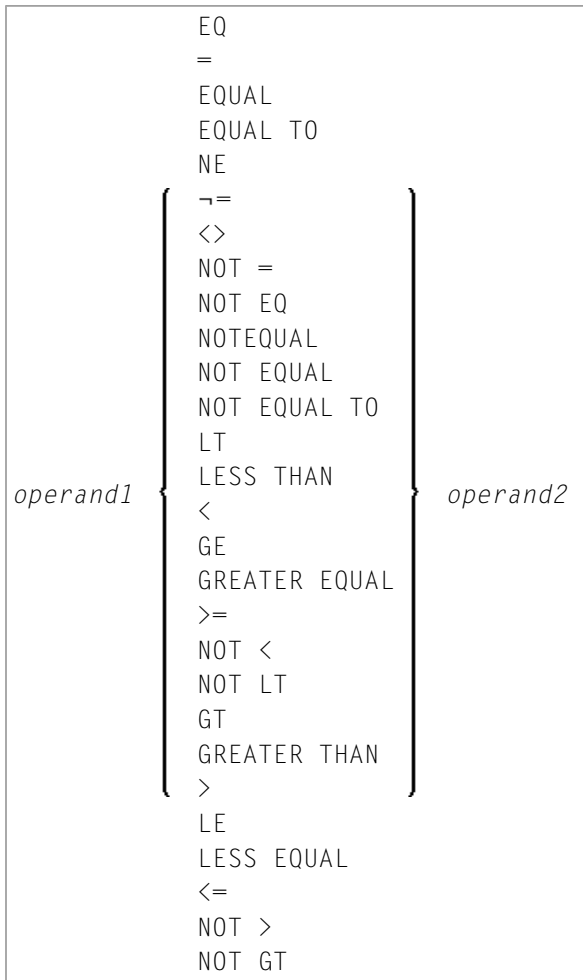 EQ
=
EQUAL
EQUAL TO
NE
¬=
<>
NOT =
NOT EQ
NOTEQUAL
NOT EQUAL
NOT EQUAL TO
LT
LESS THAN
operand1 < operand2
GE
GREATER EQUAL
>=
NOT <
NOT LT
GT
GREATER THAN
>
LE
LESS EQUAL
<=
NOT >
NOT GT